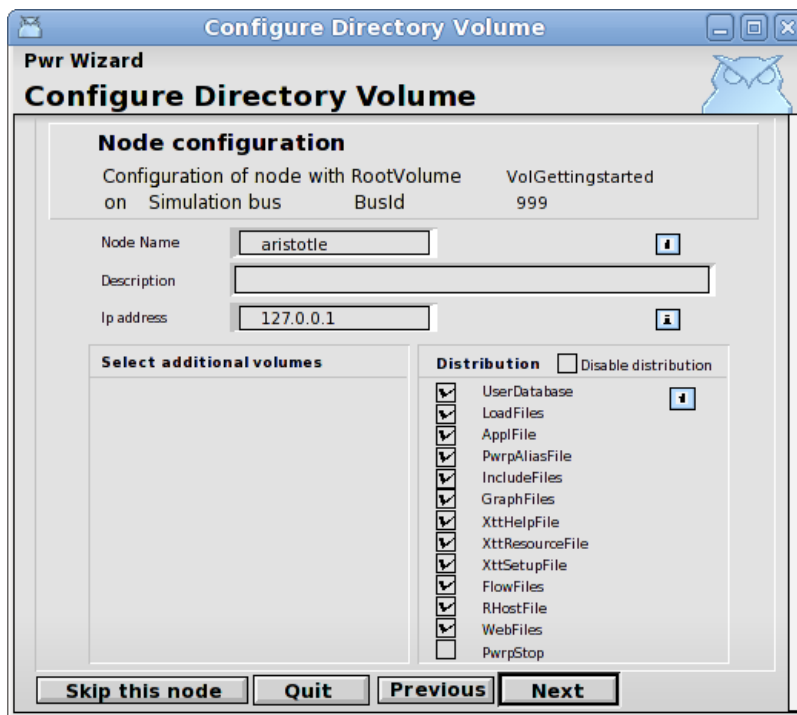 Configure Directory Volume
Pwr Wizard
Configure Directory Volume
Node configuration
Configuration of node with RootVolume VolGettingstarted
on Simulation bus BusId 999
Node Name aristotle
Description
Ip address 127.0.0.1
Select additional volumes
Distribution Disable distribution
UserDatabase
LoadFiles
ApplFile
PwrpAliasFile
IncludeFiles
GraphFiles
XttHelpFile
XttResourceFile
XttSetupFile
FlowFiles
RHostFile
WebFiles
PwrpStop
Skip this node Quit Previous Next